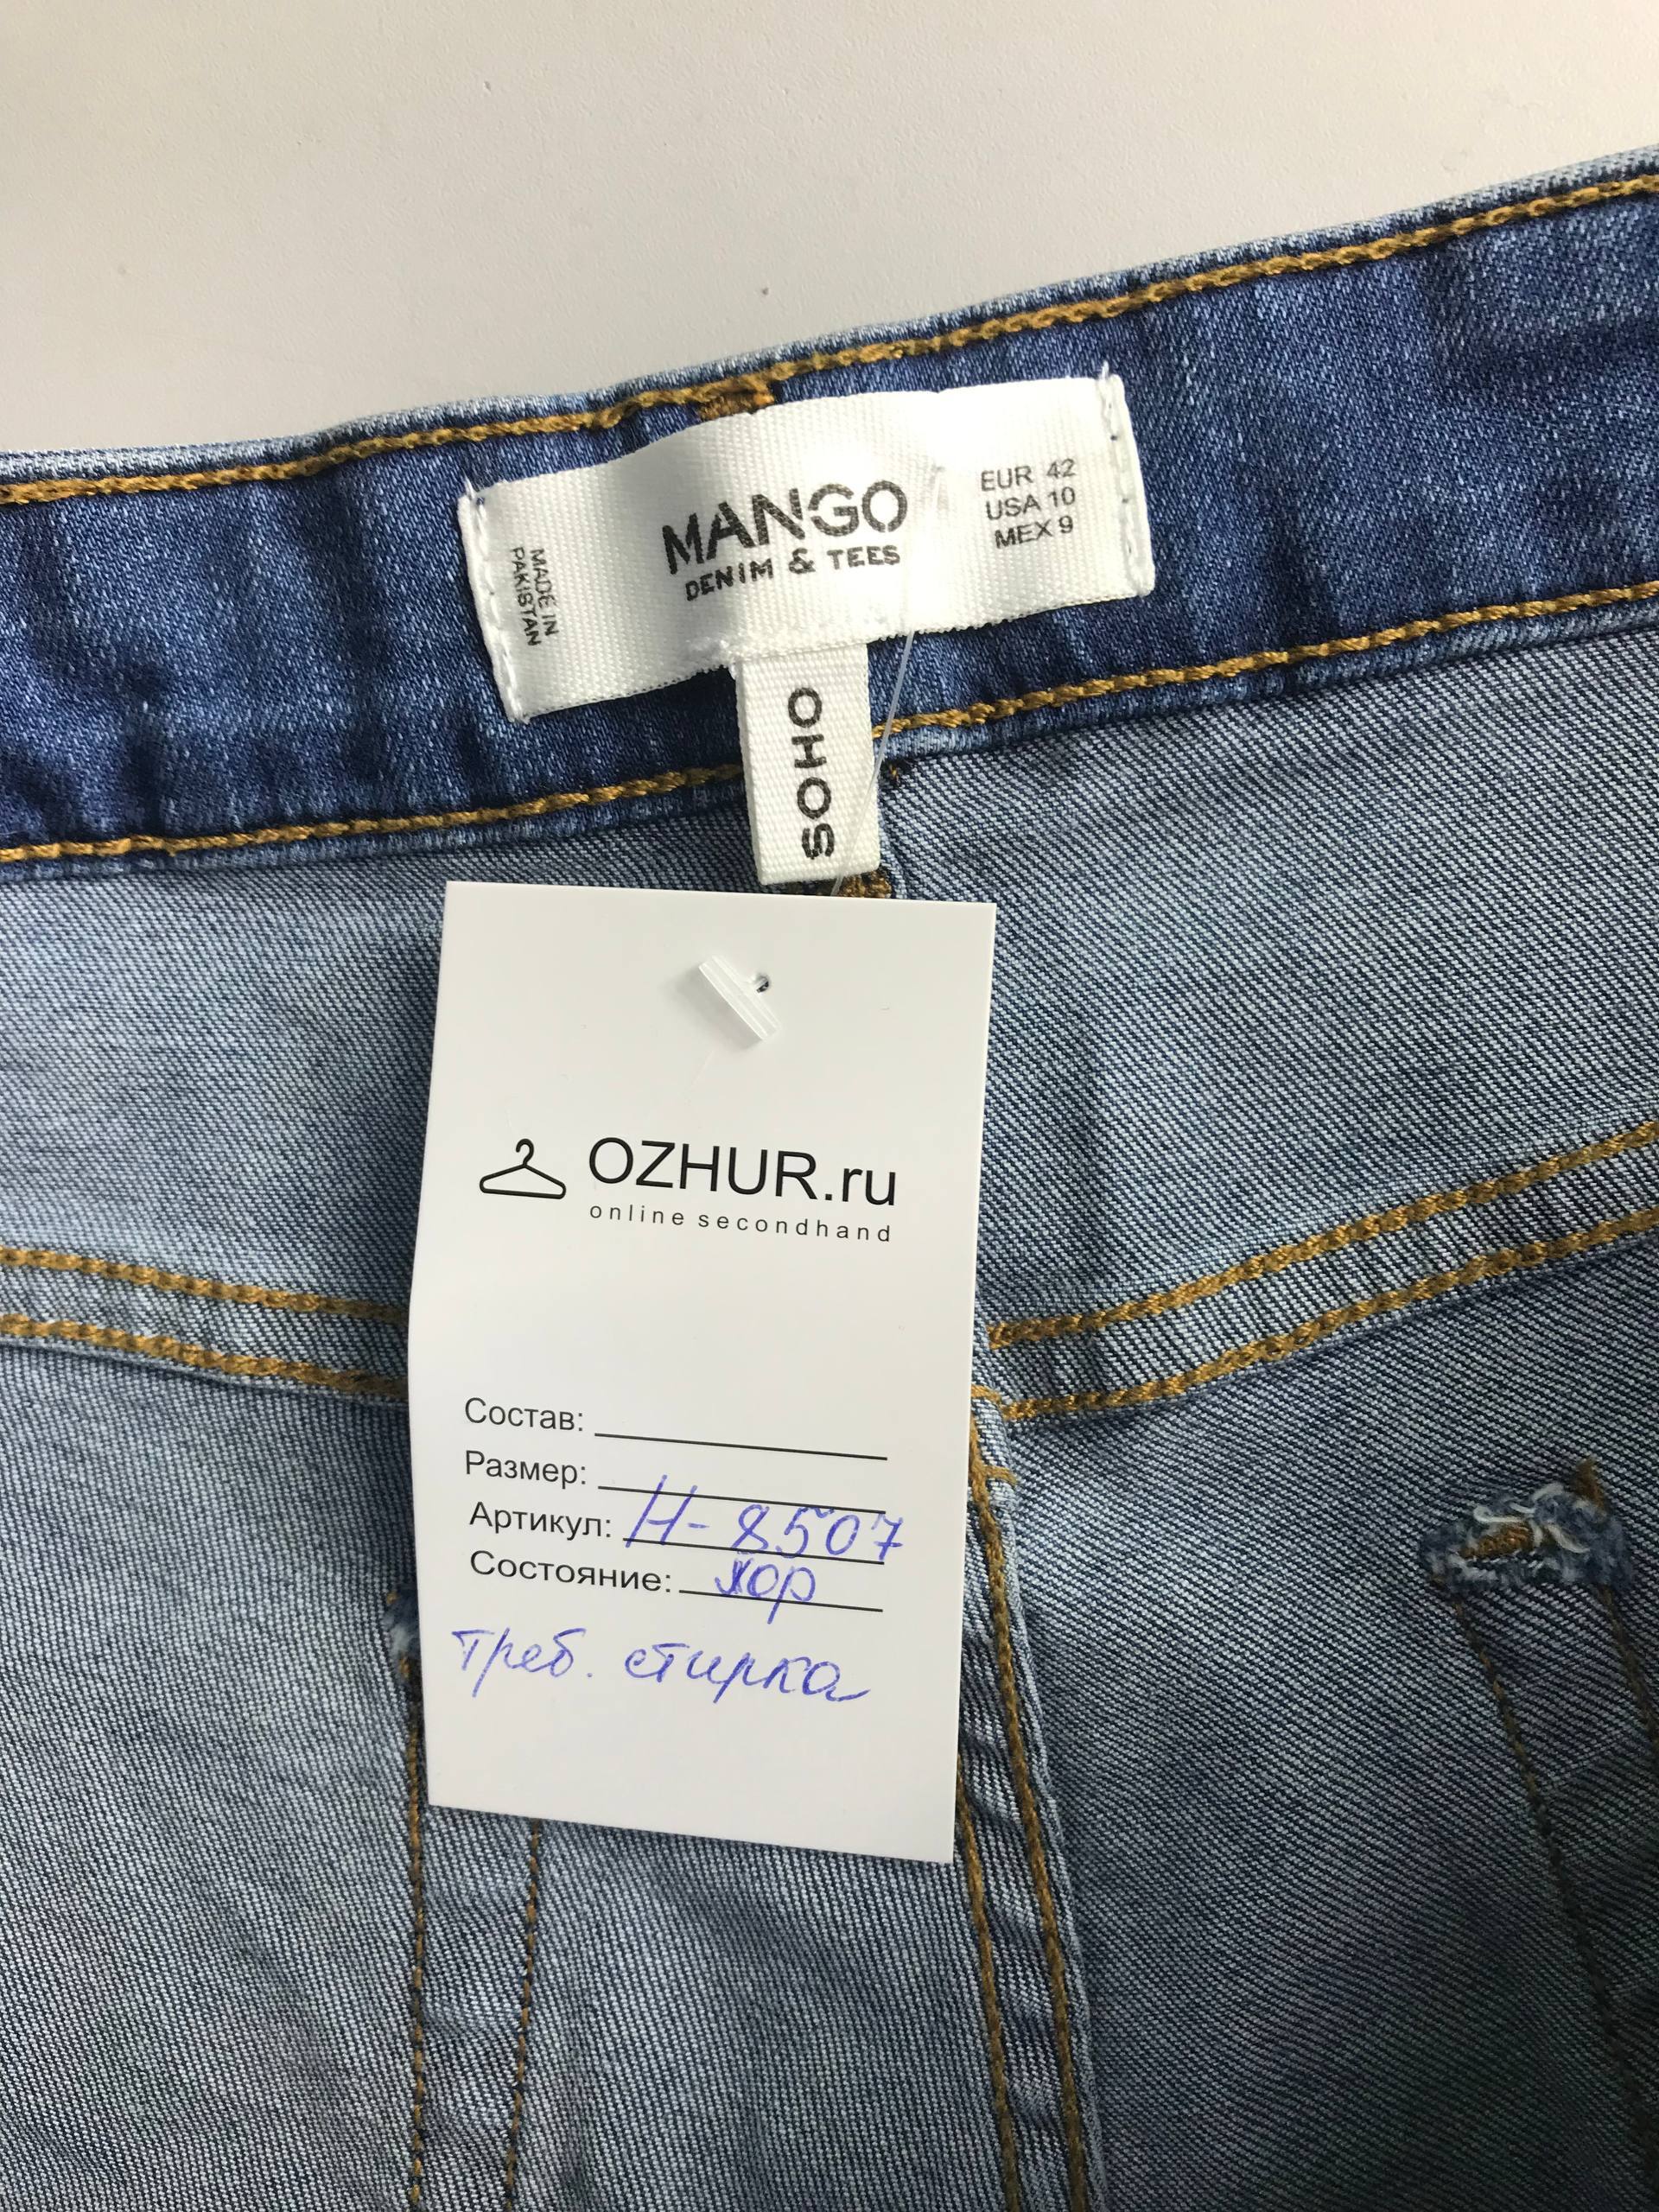 MANGO
DENIM & TEES
EUR 42
USA 10
MEX 9
MADE IN
PAKISTAN
SOHO
OZHUR.ru
online secondhand
Состав:
Размер:
Артикул: Н-8507
Состояние: хор
треб. стирка